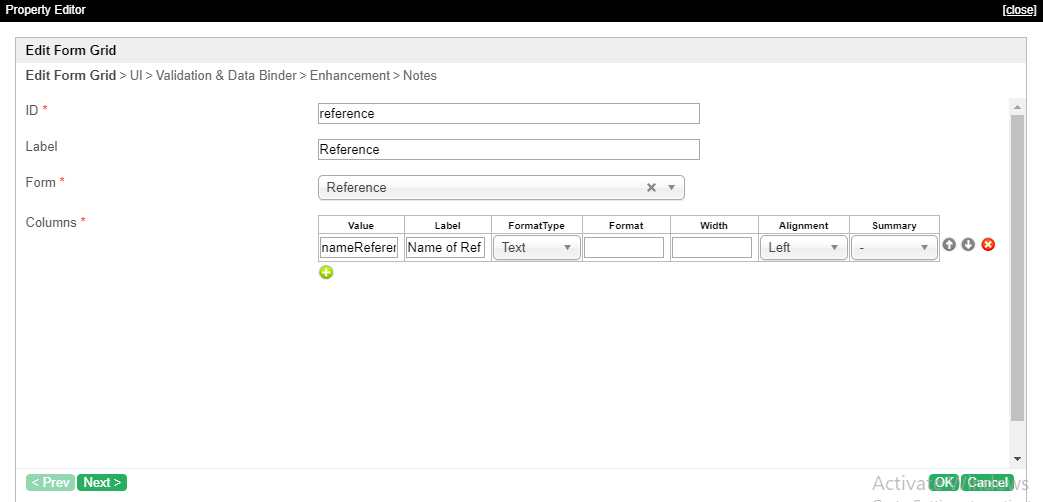 Property Editor [close]
Edit Form Grid
Edit Form Grid > UI > Validation & Data Binder > Enhancement > Notes
ID *
reference
Label
Reference
Form *
Reference
Columns *
Value Label FormatType Format Width Alignment Summary
nameReferer Name of Ref Text Left -
< Prev Next > OK Cancel
Activate Windows